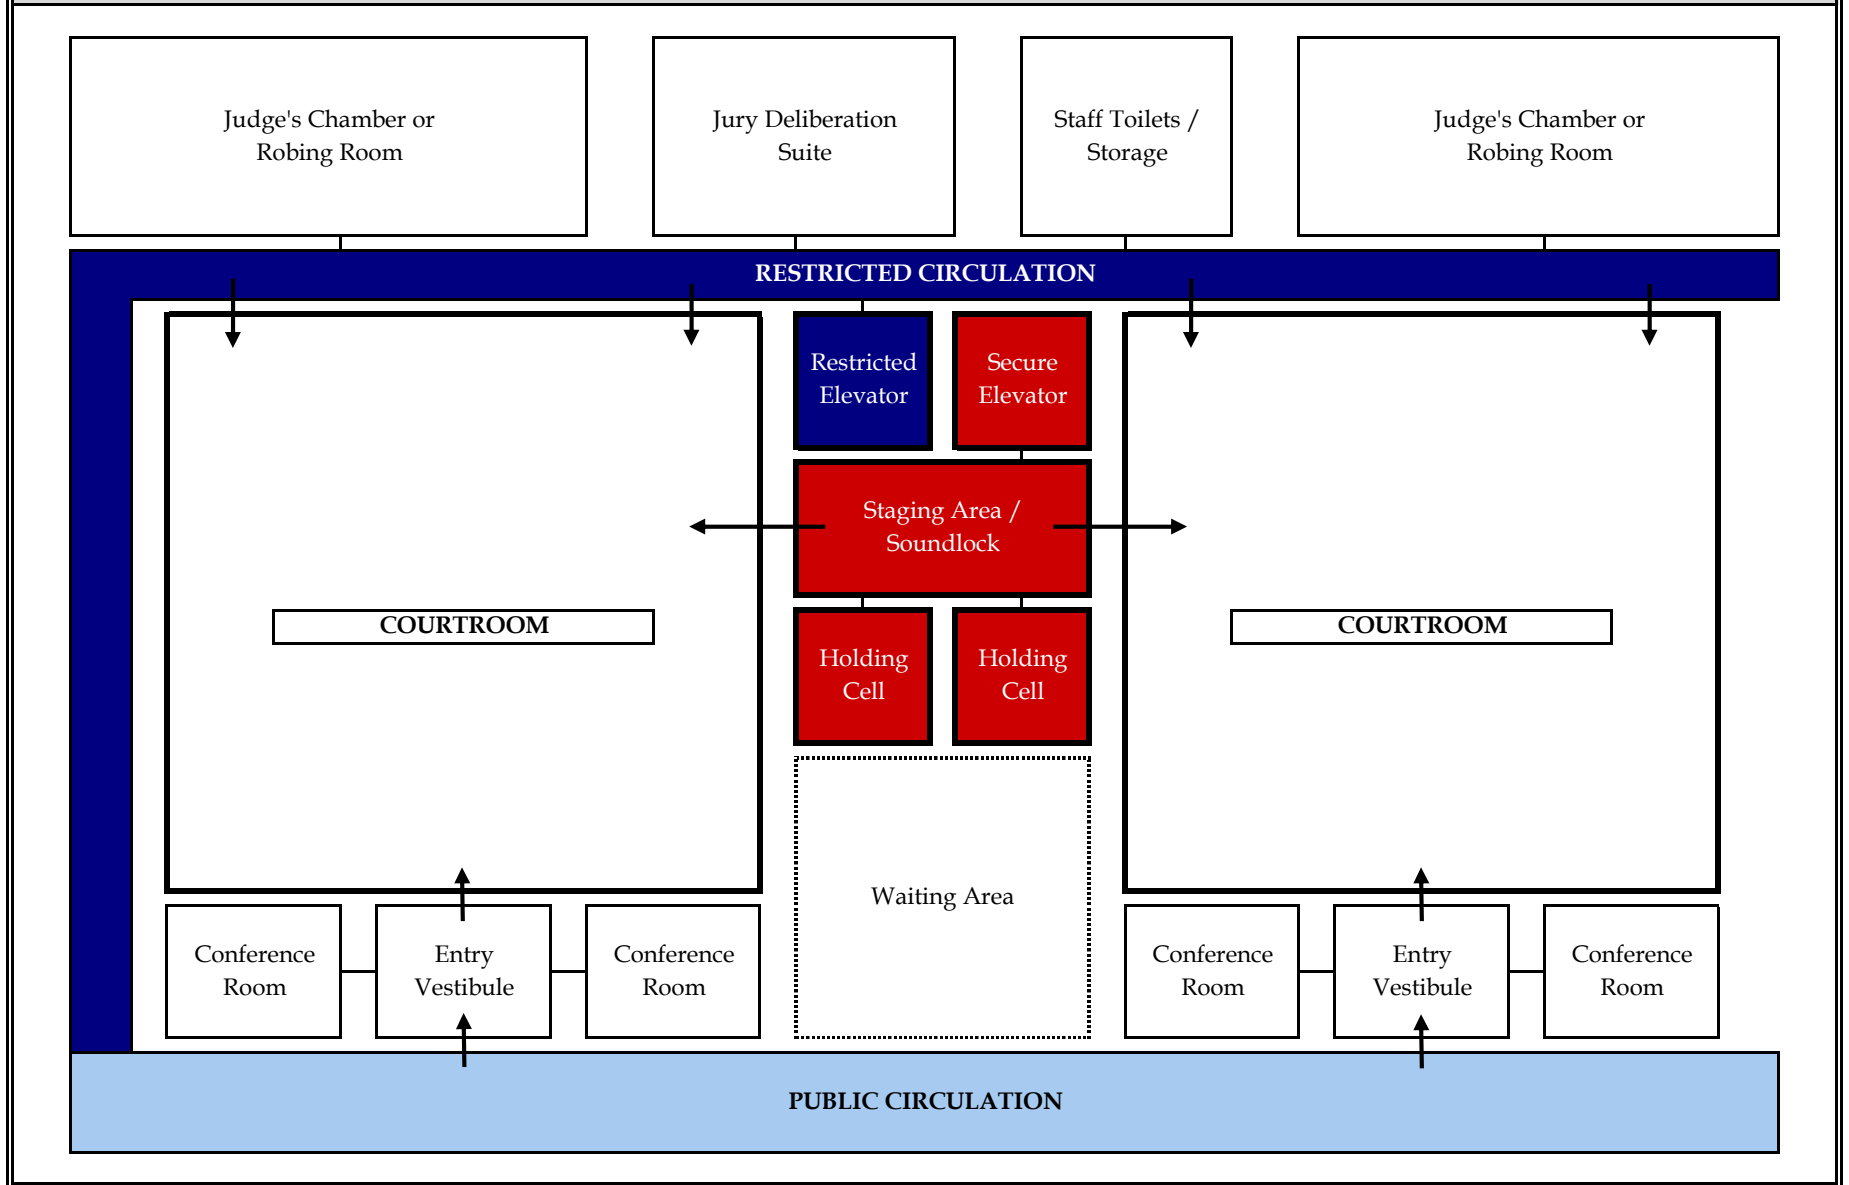 Judge's Chamber or
Robing Room
Jury Deliberation
Suite
Staff Toilets /
Storage
Judge's Chamber or
Robing Room
RESTRICTED CIRCULATION
Restricted
Elevator
Secure
Elevator
Staging Area /
Soundlock
COURTROOM
COURTROOM
Holding
Cell
Holding
Cell
Waiting Area
Conference
Room
Entry
Vestibule
Conference
Room
Conference
Room
Entry
Vestibule
Conference
Room
PUBLIC CIRCULATION